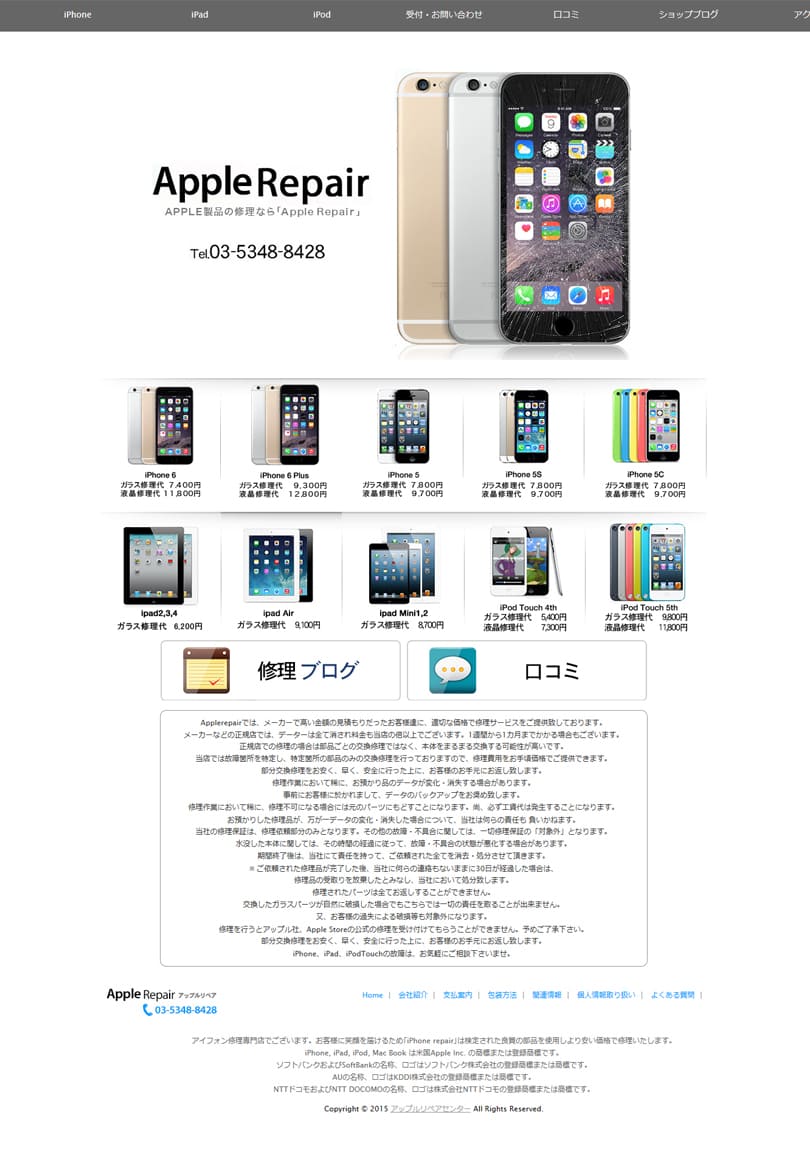 iPhone
iPad
iPod
受付・お問い合わせ
口コミ
ショップブログ
アク
Apple Repair
APPLE製品の修理なら「Apple Repair」
Tel.03-5348-8428
iPhone 6
ガラス修理代 7,400円
液晶修理代 11,800円
iPhone 6 Plus
ガラス修理代 9,300円
液晶修理代 12,800円
iPhone 5
ガラス修理代 7,800円
液晶修理代 9,700円
iPhone 5S
ガラス修理代 7,800円
液晶修理代 9,700円
iPhone 5C
ガラス修理代 7,800円
液晶修理代 9,700円
ipad2,3,4
ガラス修理代 6,200円
ipad Air
ガラス修理代 9,100円
ipad Mini1,2
ガラス修理代 8,700円
iPod Touch 4th
ガラス修理代 5,400円
液晶修理代 7,300円
iPod Touch 5th
ガラス修理代 9,800円
液晶修理代 11,800円
修理 ブログ
口コミ
Applerepairでは、メーカーで高い金額の見積もりだったお客様達に、適切な価格で修理サービスをご提供致しております。
メーカーなどの正規店では、データーは全て消され料金も当店の倍以上でございます。1週間から1カ月までかかる場合もございます。
正規店での修理の場合は部品ごとの交換修理ではなく、本体をまるまる交換する可能性が高いです。
当店では故障箇所を特定し、特定箇所の部品のみの交換修理を行っておりますので、修理費用をお手頃価格でご提供できます。
部分交換修理をお安く、早く、安全に行った上に、お客様のお手元にお返し致します。
修理作業において稀に、お預かり品のデータが変化・消失する場合があります。
事前にお客様に於かれまして、データのバックアップをお奨め致します。
修理作業において稀に、修理不可になる場合には元のパーツにもどすことになります。尚、必ず工賃代は発生することになります。
お預かりした修理品が、万が一データの変化・消失した場合について、当社は何らの責任も 負いかねます。
当社の修理保証は、修理依頼部分のみとなります。その他の故障・不具合に関しては、一切修理保証の「対象外」となります。
水没した本体に関しては、その時間の経過に従って、故障・不具合の状態が悪化する場合があります。
期間終了後は、当社にて責任を持って、ご依頼された全てを消去・処分させて頂きます。
※ご依頼された修理品が完了した後、当社に何らの連絡もないままに30日が経過した場合は、
修理品の受取りを放棄したとみなし、当社において処分致します。
修理されたパーツは全てお返しすることができません。
交換したガラスパーツが自然に破損した場合でもこちらでは一切の責任を取ることが出来ません。
又、お客様の過失による破損等も対象外になります。
修理を行うとアップル社、Apple Storeの公式の修理を受け付けてもらうことができません。予めご了承下さい。
部分交換修理をお安く、早く、安全に行った上に、お客様のお手元にお返し致します。
iPhone、iPad、iPodTouchの故障は、お気軽にご相談下さいませ。
Apple Repair アップルリペア
03-5348-8428
Home | 会社紹介 | 支払案内 | 包装方法 | 関連情報 | 個人情報取り扱い | よくある質問 |
アイフォン修理専門店でございます。お客様に笑顔を届けるため「iPhone repair」は検定された良質の部品を使用しより安い価格で修理いたします。
iPhone, iPad, iPod, Mac Book は米国Apple Inc. の商標または登録商標です。
ソフトバンクおよびSoftBankの名称、ロゴはソフトバンク株式会社の登録商標または商標です。
AUの名称、ロゴはKDDI株式会社の登録商標または商標です。
NTTドコモおよびNTT DOCOMOの名称、ロゴは株式会社NTTドコモの登録商標または商標です。
Copyright © 2015 アップルリペアセンター All Rights Reserved.